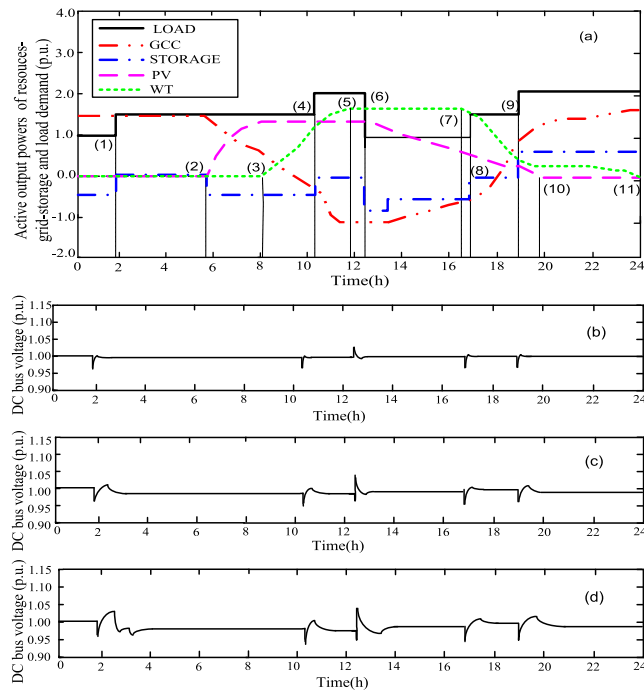 Active output powers of resouces-
grid-storage and load demand (p.u.)
4.0
3.0
2.0
1.0
0.0
-1.0
-2.0
LOAD
GCC
STORAGE
PV
WT
(a)
(1)
(2)
(3)
(4)
(5)
(6)
(7)
(8)
(9)
(10)
(11)
0 2 4 6 8 10 12 14 16 18 20 22 24
Time(h)
DC bus voltage (p.u.)
1.15
1.10
1.05
1.00
0.90
(b)
0 2 4 6 8 10 12 14 16 18 20 22 24
Time(h)
DC bus voltage (p.u.)
1.15
1.10
1.05
1.00
0.95
0.90
(c)
0 2 4 6 8 10 12 14 16 18 20 22 24
Time(h)
DC bus voltage (p.u.)
1.15
1.10
1.05
1.00
0.95
0.90
(d)
0 2 4 6 8 10 12 14 16 18 20 22 24
Time(h)